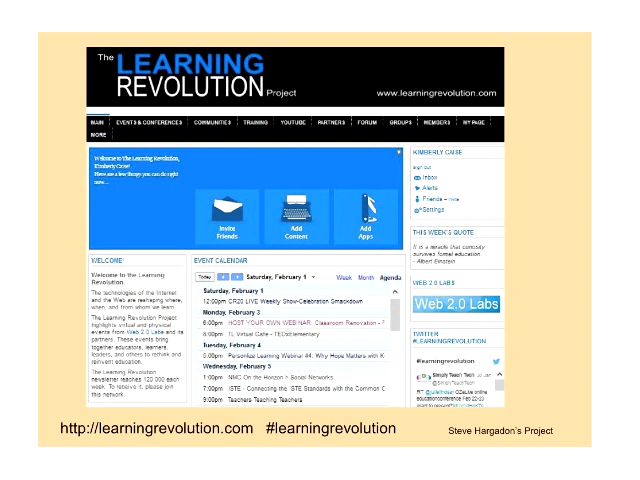 The LEARNING
REVOLUTION Project
www.learningrevolution.com
MAIN EVENTS & CONFERENCES COMMUNITIES TRAINING YOUTUBE PARTNERS FORUM GROUPS MEMBERS MY PAGE
MORE
Welcome to The Learning Revolution,
Kimberly Caise!
Here are a few things you can do right
now...
Invite
Friends
Add
Content
Add
Apps
KIMBERLY CAISE
sign out
Inbox
Alerts
Friends – Invite
Settings
THIS WEEK'S QUOTE
It is a miracle that curiosity
survives formal education.
- Albert Einstein
WEB 2.0 LABS
Web 2.0 Labs
TWITTER
#LEARNINGREVOLUTION
#learningrevolution
Simply Teach Tech
@SimplyTeachTech
educationconference Feb 22-23
WELCOME!
Welcome to the Learning
Revolution.
The technologies of the Internet
and the Web are reshaping where,
when, and from whom we learn.
The Learning Revolution Project
highlights virtual and physical
events from Web 2.0 Labs and its
partners. These events bring
together educators, learners,
leaders, and others to rethink and
reinvent education.
The Learning Revolution
newsletter reaches 120,000 each
week. To receive it, please join
this network.
EVENT CALENDAR
Today Saturday, February 1 Week Month Agenda
Saturday, February 1
12:00pm CR20 LIVE Weekly Show-Celebration Smackdown
Monday, February 3
6:00pm HOST YOUR OWN WEBINAR: Classroom Renovation - F
8:00pm TL Virtual Cafe - TEDxElementary
Tuesday, February 4
5:00pm Personlize Learning Webinar #4: Why Hope Matters with K
Wednesday, February 5
1:00pm NMC On the Horizon > Social Networks
7:00pm ISTE - Connecting the ISTE Standards with the Common C
9:00pm Teachers Teaching Teachers
http://learningrevolution.com #learningrevolution
Steve Hargadon's Project